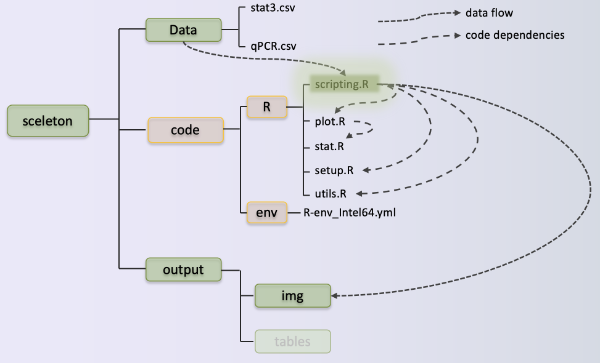 stat3.csv
data flow
Data
code dependencies
qPCR.csv
scripting.R
R
sceleton
plot.R
code
stat.R
setup.R
utils.R
env
R-env_Intel64.yml
output
img
tables